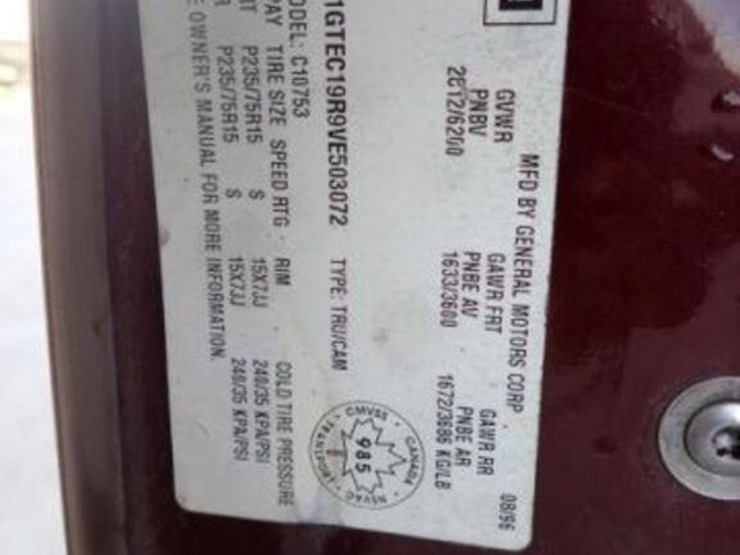 MFD BY GENERAL MOTORS CORP 08/96
GVWR GAWR FRT GAWR RR
PNBV PNBE AV PNBE AR
2812/6200 1633/3600 1672/3686 KG/LB
CANADA
CMVSS NSVAC
985
TRANSPORT
1GTEC19R9VE503072 TYPE: TRU/CAM
ODEL: C10753
PAY TIRE SIZE SPEED RTG RIM COLD TIRE PRESSURE
P235/75R15 S 15X7JJ 240/35 KPA/PSI
P235/75R15 S 15X7JJ 240/35 KPA/PSI
OWNER'S MANUAL FOR MORE INFORMATION.